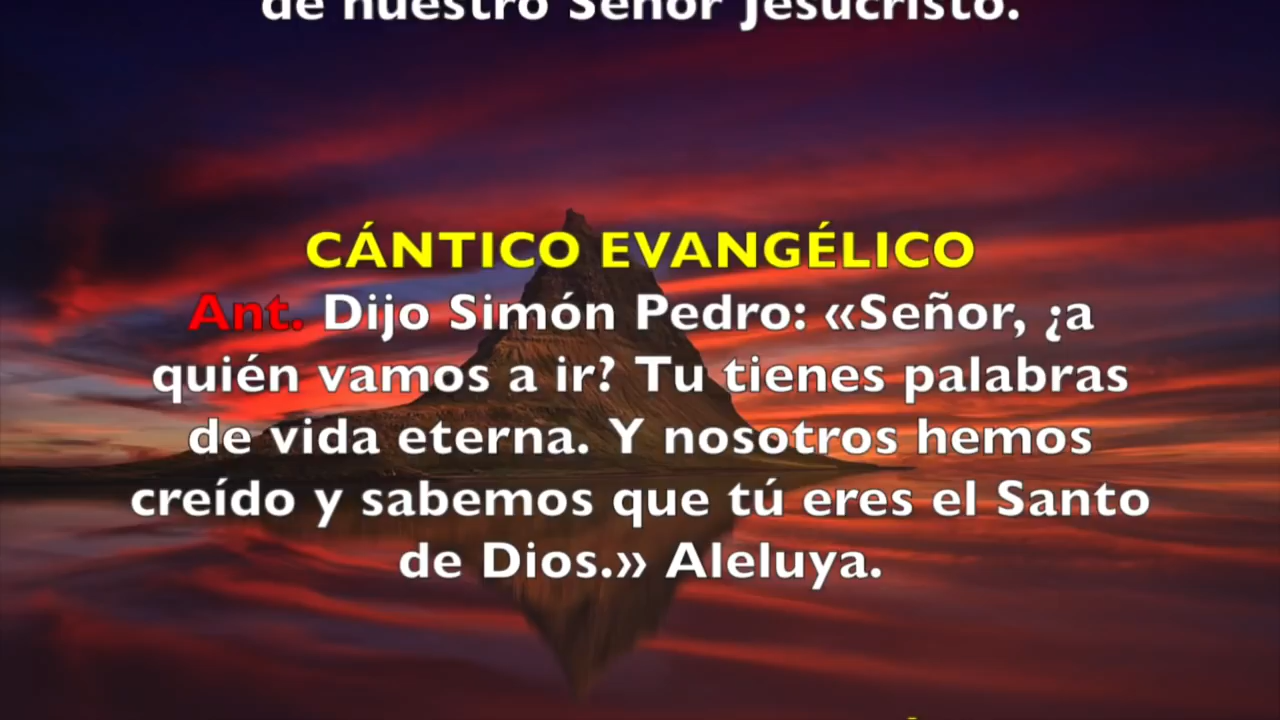 de nuestro Señor Jesucristo.
CÁNTICO EVANGÉLICO
Ant. Dijo Simón Pedro: «Señor, ¿a
quién vamos a ir? Tu tienes palabras
de vida eterna. Y nosotros hemos
creído y sabemos que tú eres el Santo
de Dios.» Aleluya.